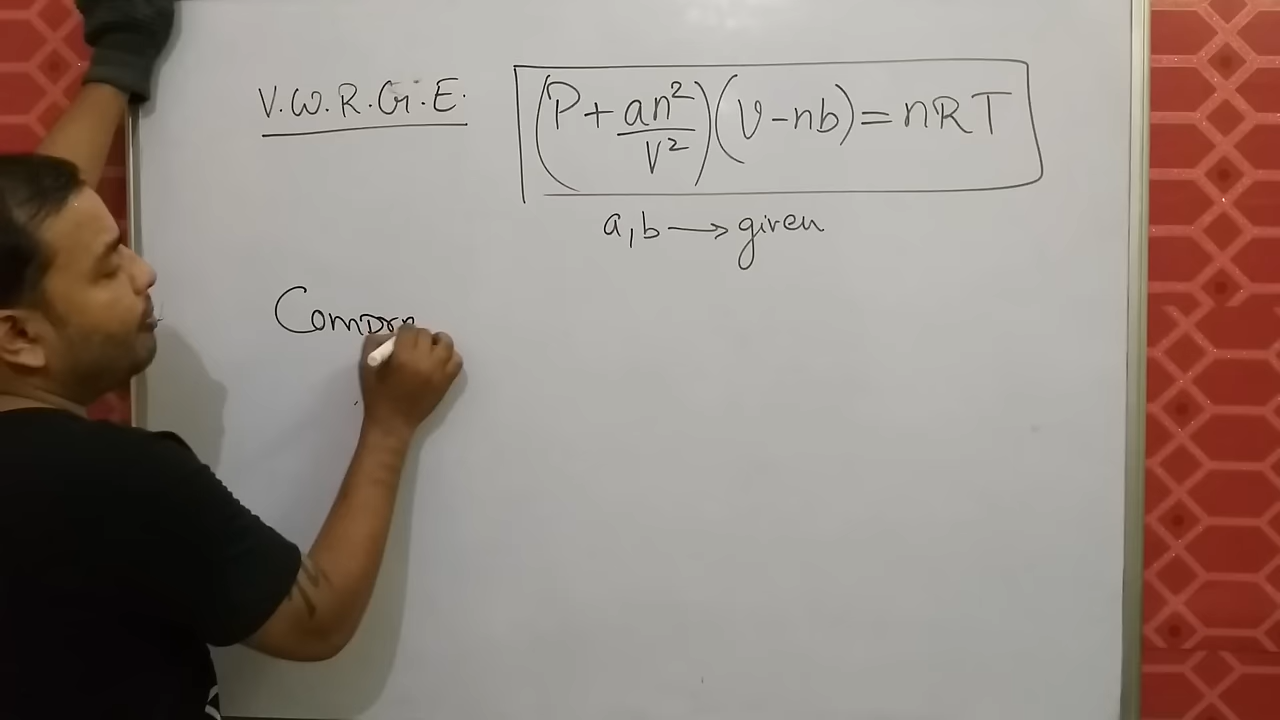 V.W.R.G.E.
(P + an²/V²)(V - nb) = nRT
a, b → given